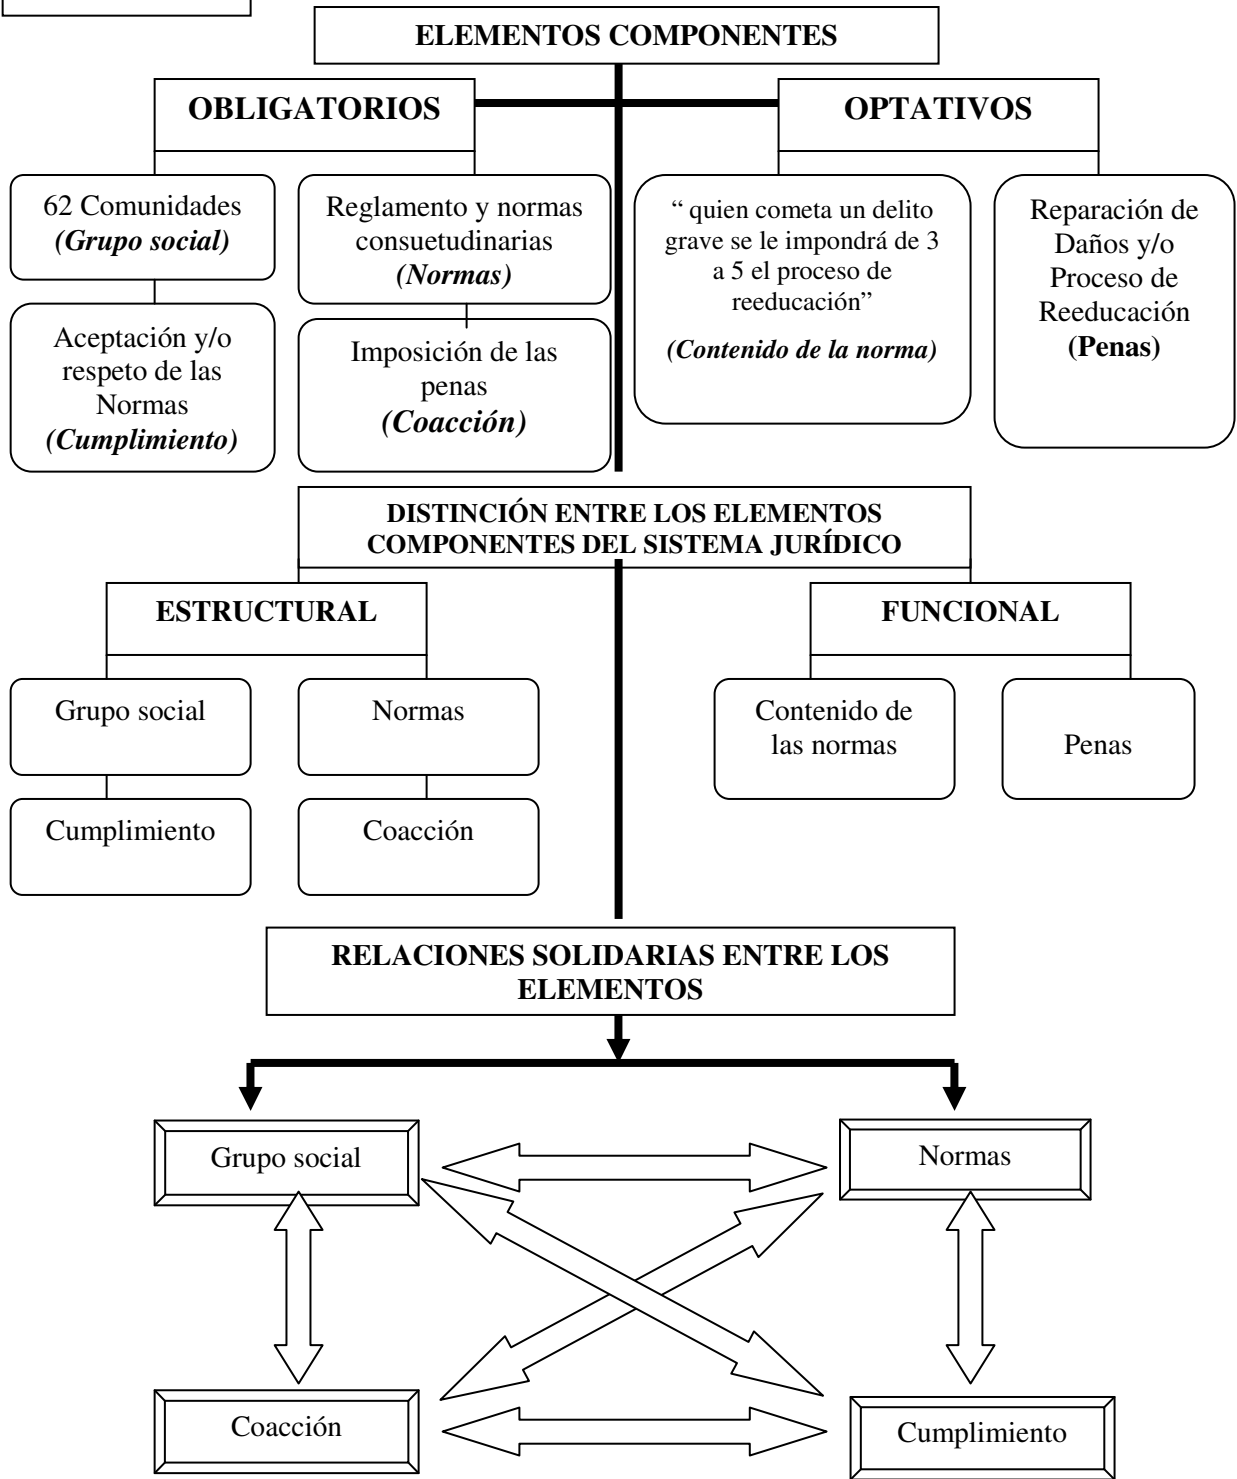 ELEMENTOS COMPONENTES
OBLIGATORIOS
OPTATIVOS
62 Comunidades
(Grupo social)
Reglamento y normas
consuetudinarias
(Normas)
“ quien cometa un delito
grave se le impondrá de 3
a 5 el proceso de
reeducación”
(Contenido de la norma)
Reparación de
Daños y/o
Proceso de
Reeducación
(Penas)
Aceptación y/o
respeto de las
Normas
(Cumplimiento)
Imposición de las
penas
(Coacción)
DISTINCIÓN ENTRE LOS ELEMENTOS
COMPONENTES DEL SISTEMA JURÍDICO
ESTRUCTURAL
FUNCIONAL
Grupo social
Normas
Contenido de
las normas
Penas
Cumplimiento
Coacción
RELACIONES SOLIDARIAS ENTRE LOS
ELEMENTOS
Grupo social
Normas
Coacción
Cumplimiento